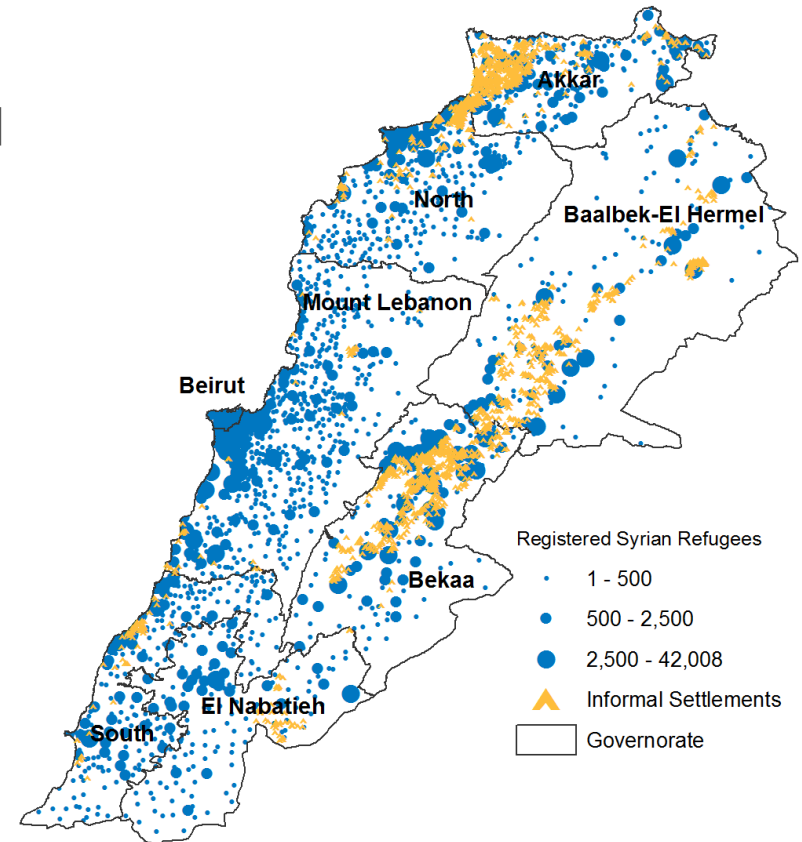 Akkar
North
Baalbek-El Hermel
Mount Lebanon
Beirut
Registered Syrian Refugees
1 - 500
Bekaa
500 - 2,500
2,500 - 42,008
El Nabatieh
Informal Settlements
South
Governorate